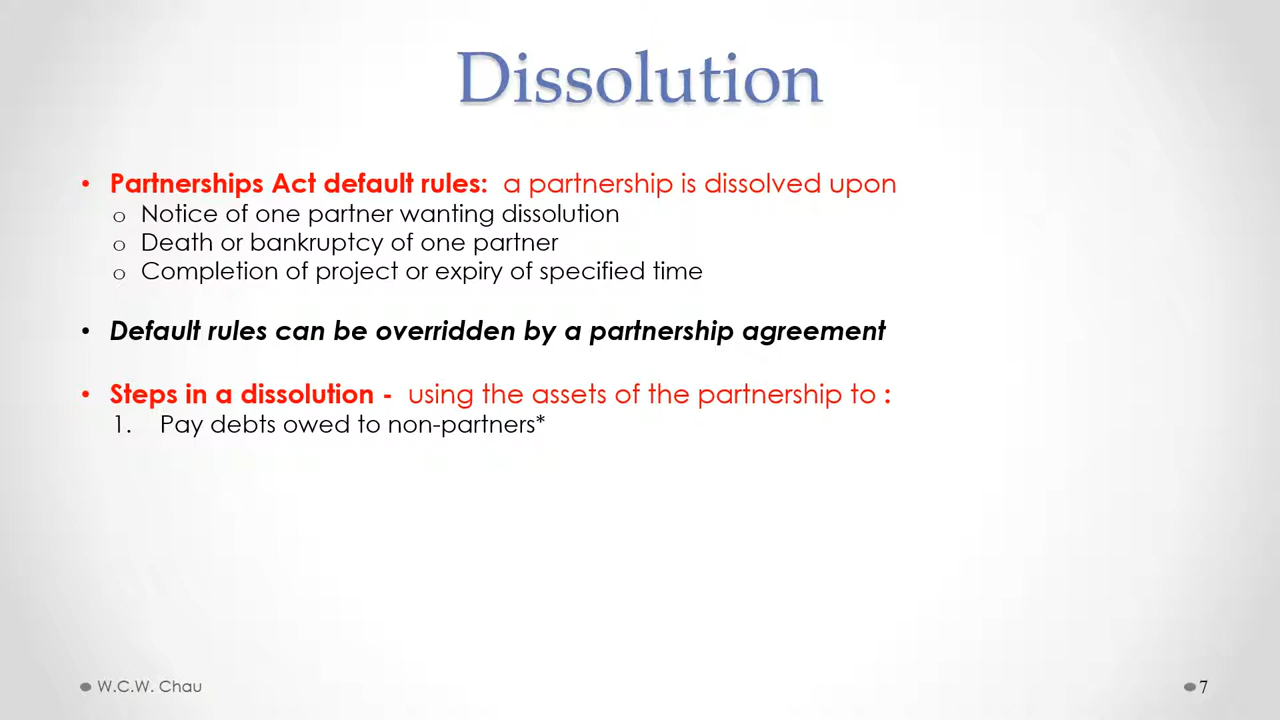 Dissolution
• Partnerships Act default rules: a partnership is dissolved upon
o Notice of one partner wanting dissolution
o Death or bankruptcy of one partner
o Completion of project or expiry of specified time
• Default rules can be overridden by a partnership agreement
• Steps in a dissolution - using the assets of the partnership to :
1. Pay debts owed to non-partners*
W.C.W. Chau
7